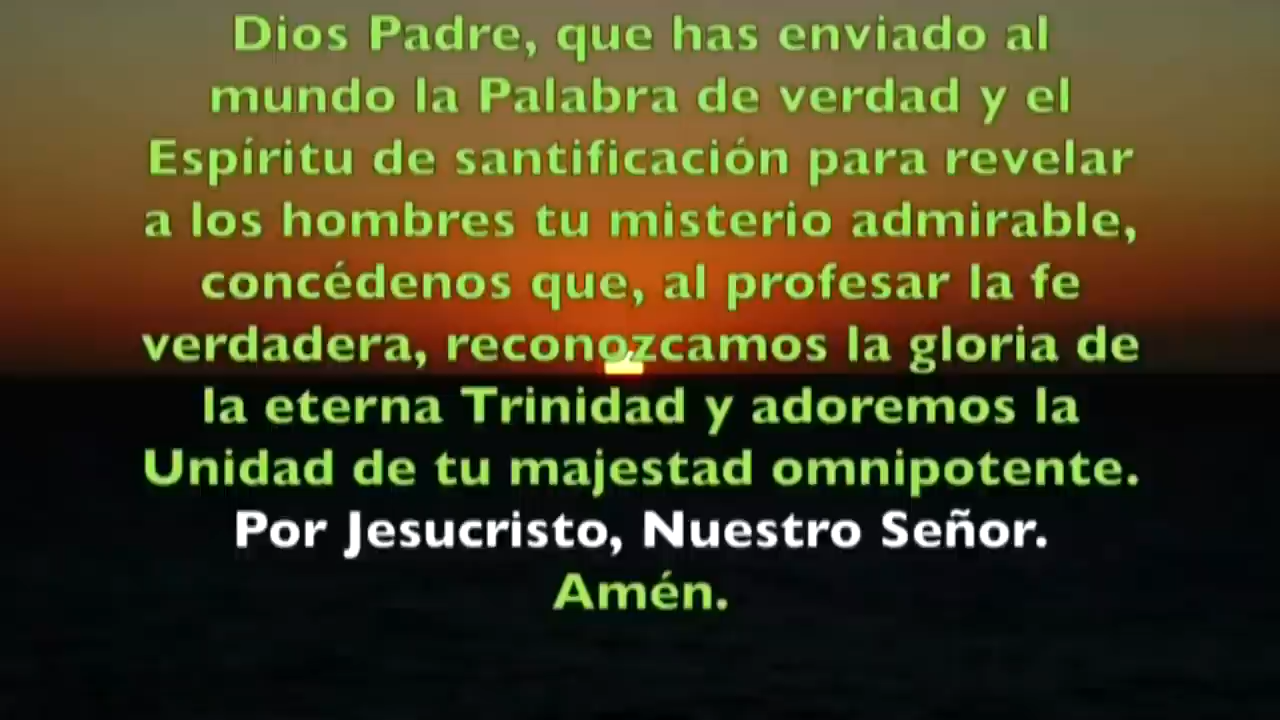 Dios Padre, que has enviado al
mundo la Palabra de verdad y el
Espíritu de santificación para revelar
a los hombres tu misterio admirable,
concédenos que, al profesar la fe
verdadera, reconozcamos la gloria de
la eterna Trinidad y adoremos la
Unidad de tu majestad omnipotente.
Por Jesucristo, Nuestro Señor.
Amén.